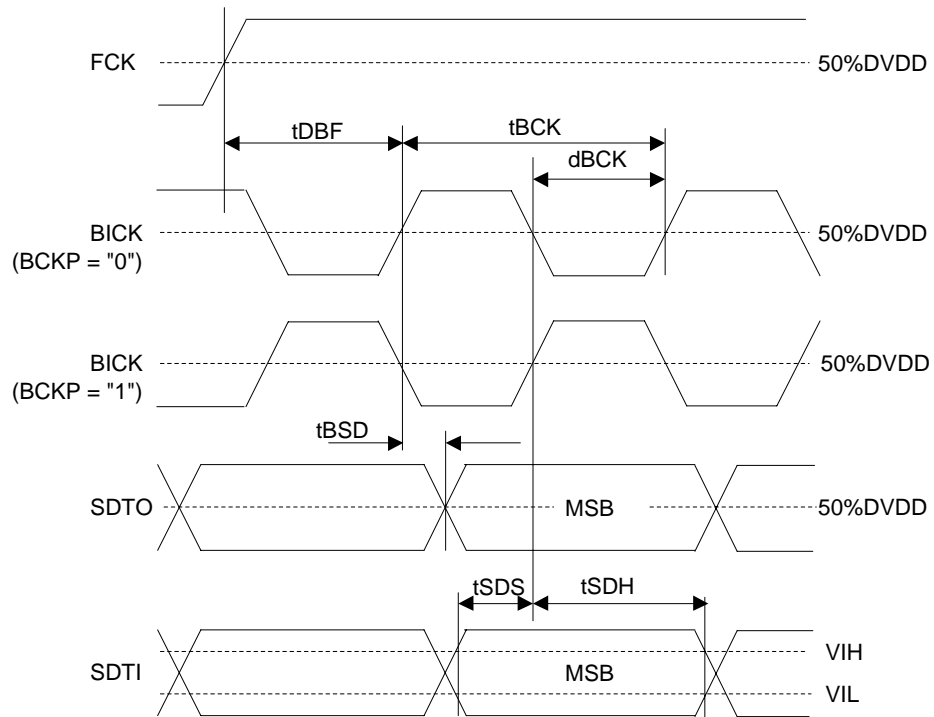 FCK
50%DVDD
tDBF
tBCK
dBCK
BICK
(BCKP = "0")
50%DVDD
BICK
(BCKP = "1")
50%DVDD
tBSD
SDTO
MSB
50%DVDD
tSDS
tSDH
SDTI
MSB
VIH
VIL